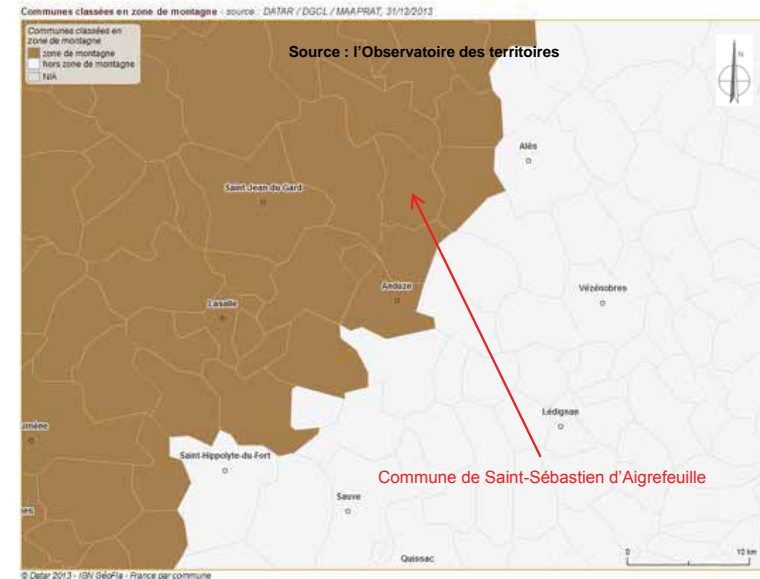 Communes classées en zone de montagne - source : DATAR / DGCL / MAAPRAT, 31/12/2013
Communes classées en
zone de montagne
zone de montagne
hors zone de montagne
N/A
Source : l'Observatoire des territoires
N
Alès
Saint Jean du Gard
Anduze
Vézénobres
Lasalle
Lédignan
umène
Saint-Hippolyte-du-Fort
Commune de Saint-Sébastien d'Aigrefeuille
Sauve
es
Quissac
0
10 km
© Datar 2013 - IGN GéoFla - France par commune